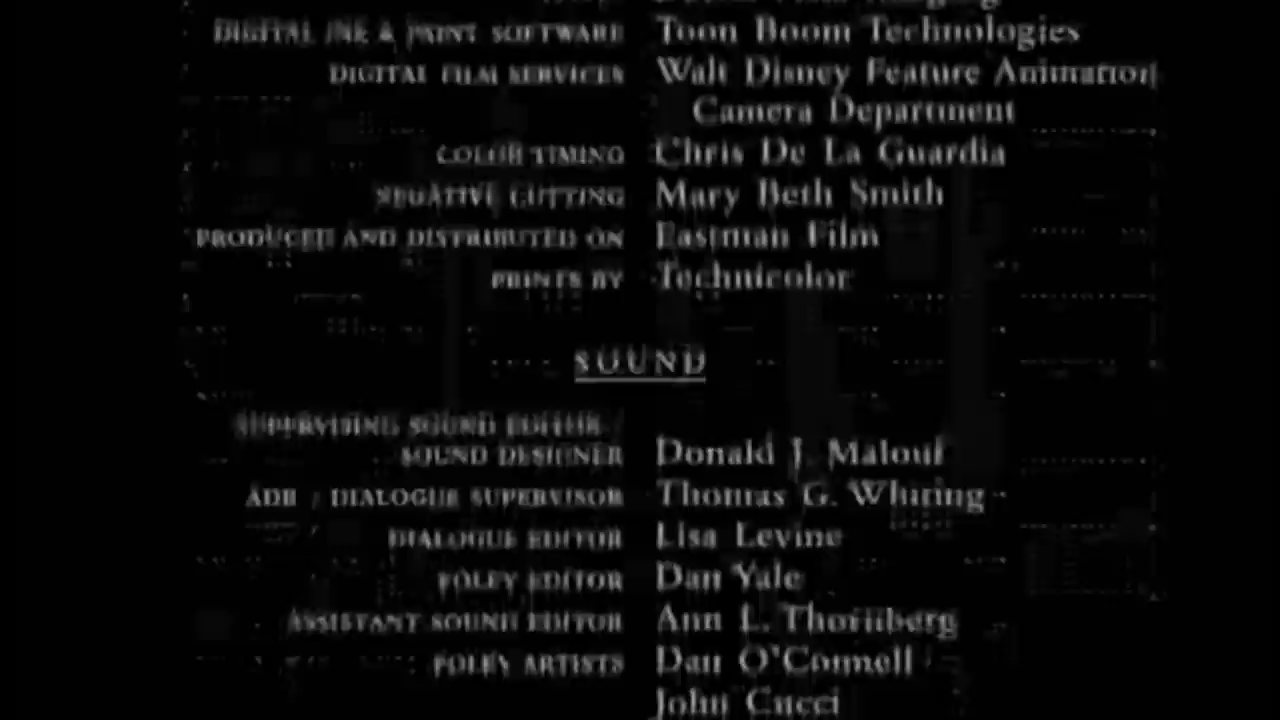 DIGITAL INK & PAINT SOFTWARE Toon Boom Technologies
DIGITAL FILM SERVICES Walt Disney Feature Animation
Camera Department
COLOR TIMING Chris De La Guardia
NEGATIVE CUTTING Mary Beth Smith
PRODUCED AND DISTRIBUTED ON Eastman Film
PRINTS BY Technicolor
SOUND
SUPERVISING SOUND EDITOR /
SOUND DESIGNER Donald J. Malouf
ADR / DIALOGUE SUPERVISOR Thomas G. Whiting
DIALOGUE EDITOR Lisa Levine
FOLEY EDITOR Dan Yale
ASSISTANT SOUND EDITOR Ann L. Thornberg
FOLEY ARTISTS Dan O'Connell
John Cucci